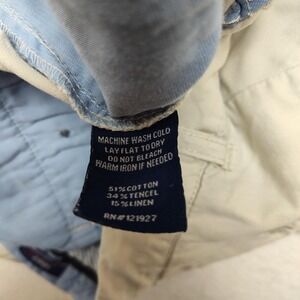 MACHINE WASH COLD
LAY FLAT TO DRY
DO NOT BLEACH
WARM IRON IF NEEDED
51% COTTON
34% TENCEL
15% LINEN
RN# 121927